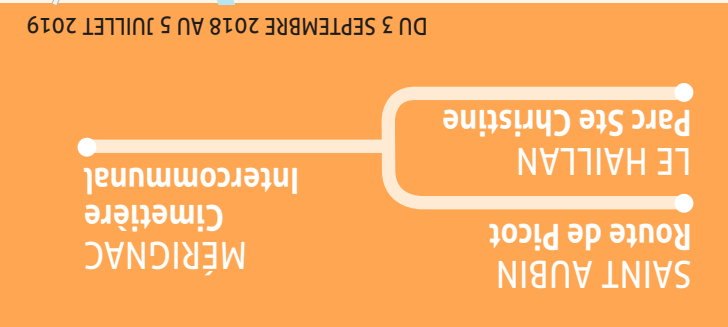 SAINT AUBIN
Route de Picot
LE HAILLAN
Parc Ste Christine
MÉRIGNAC
Cimetière
Intercommunal
DU 3 SEPTEMBRE 2018 AU 5 JUILLET 2019